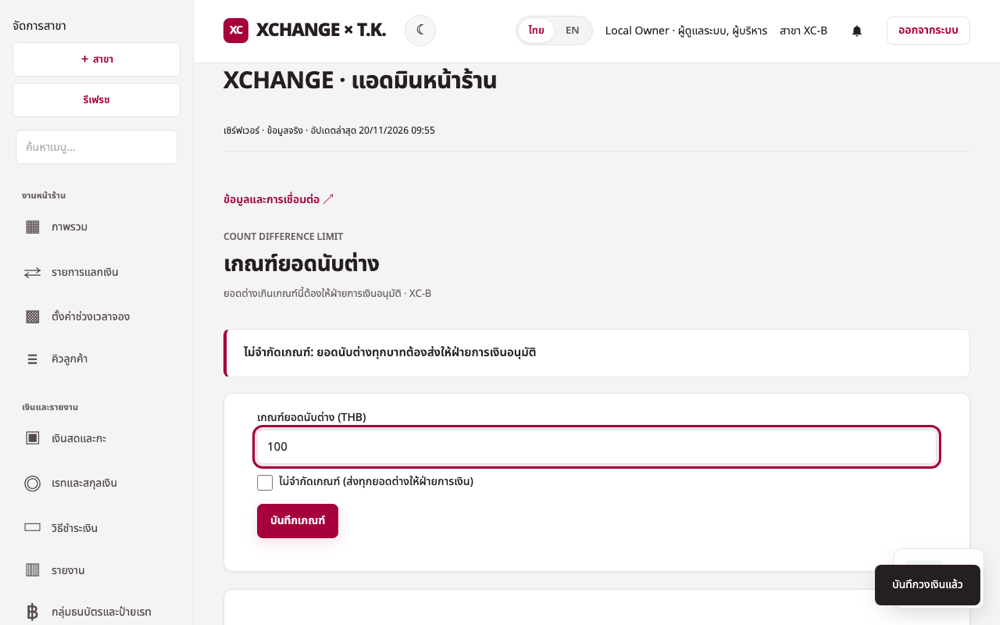 จัดการสาขา
+ สาขา
รีเฟรช
ค้นหาเมนู...
งานหน้าร้าน
ภาพรวม
รายการแลกเงิน
ตั้งค่าช่วงเวลาจอง
คิวลูกค้า
เงินและรายงาน
เงินสดและกะ
เรทและสกุลเงิน
วิธีชำระเงิน
รายงาน
กลุ่มธนบัตรและป้ายเรท
XC XCHANGE × T.K.
ไทย EN
Local Owner · ผู้ดูแลระบบ, ผู้บริหาร สาขา XC-B
ออกจากระบบ
XCHANGE · แอดมินหน้าร้าน
เซิร์ฟเวอร์ · ข้อมูลจริง · อัปเดตล่าสุด 20/11/2026 09:55
ข้อมูลและการเชื่อมต่อ ↗
COUNT DIFFERENCE LIMIT
เกณฑ์ยอดนับต่าง
ยอดต่างเกินเกณฑ์นี้ต้องให้ฝ่ายการเงินอนุมัติ · XC-B
ไม่จำกัดเกณฑ์: ยอดนับต่างทุกบาทต้องส่งให้ฝ่ายการเงินอนุมัติ
เกณฑ์ยอดนับต่าง (THB)
100
ไม่จำกัดเกณฑ์ (ส่งทุกยอดต่างให้ฝ่ายการเงิน)
บันทึกเกณฑ์
บันทึกวงเงินแล้ว